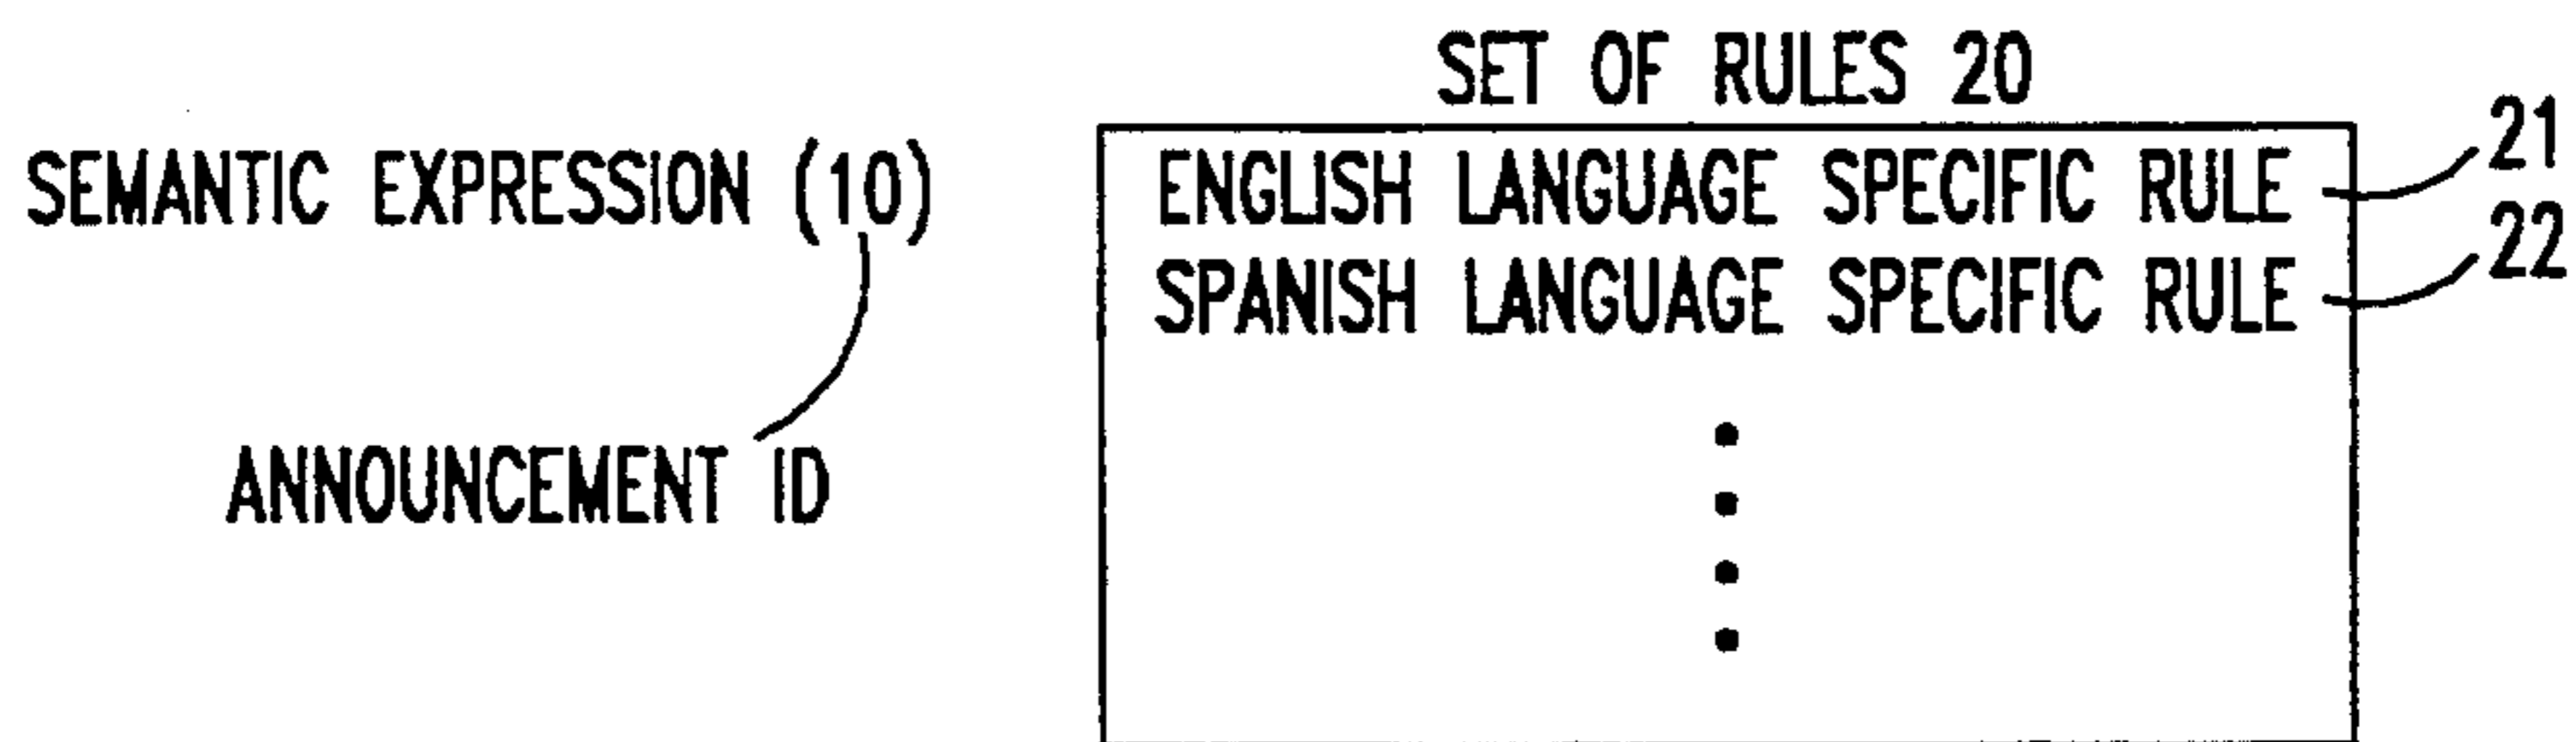 SET OF RULES 20
SEMANTIC EXPRESSION (10)
ANNOUNCEMENT ID
ENGLISH LANGUAGE SPECIFIC RULE 21
SPANISH LANGUAGE SPECIFIC RULE 22